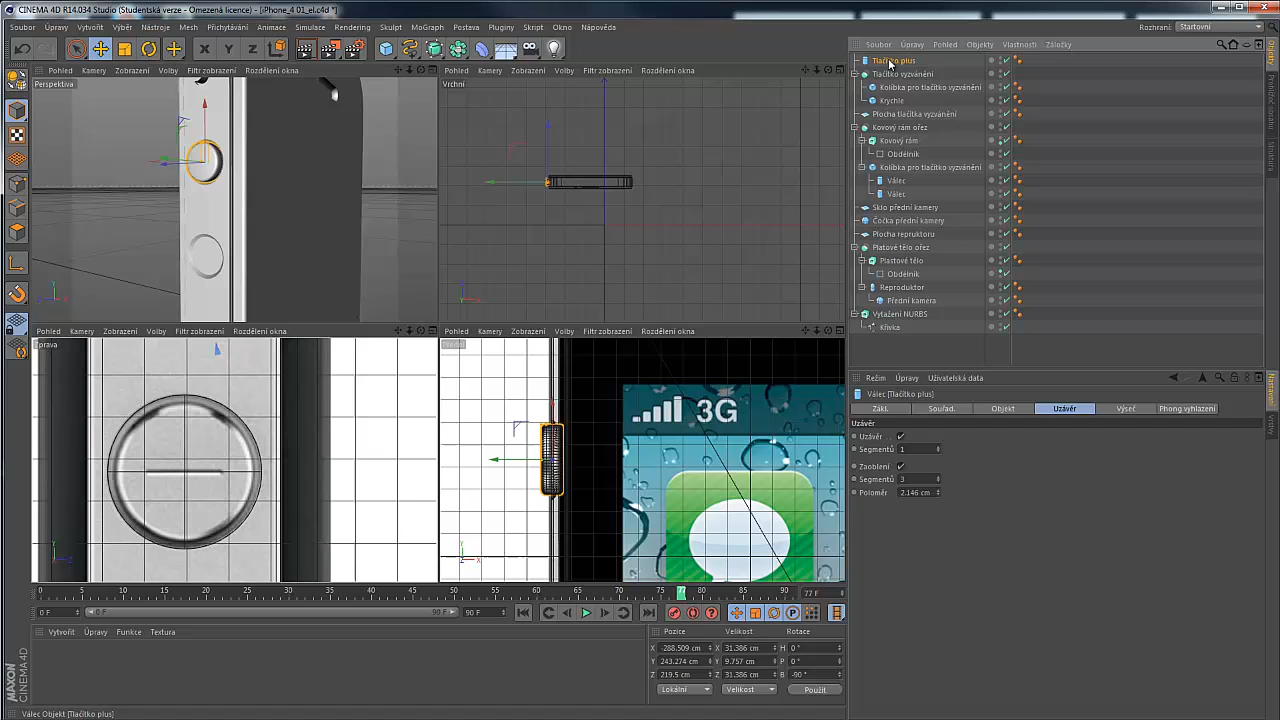 CINEMA 4D R14.034 Studio (Studentská verze - Omezená licence) - [iPhone_4 01_el.c4d *]
Soubor Úpravy Vytvořit Výběr Nástroje Mesh Přichytávání Animace Simulace Rendering Skulpt MoGraph Postava Pluginy Skript Okno Nápověda
Rozhraní: Startovní
X Y Z
Soubor Úpravy Pohled Objekty Vlastnosti Záložky
Tlačítko plus
Tlačítko vyzvánění
Kolíbka pro tlačítko vyzvánění
Krychle
Plocha tlačítka vyzvánění
Kovový rám ořez
Kovový rám
Obdélník
Kolíbka pro tlačítko vyzvánění
Válec
Válec
Sklo přední kamery
Čočka přední kamery
Plocha repruktoru
Platové tělo ořez
Plastové tělo
Obdélník
Reproduktor
Přední kamera
Vytažení NURBS
Křivka
Pohled Kamery Zobrazení Volby Filtr zobrazení Rozdělení okna
Perspektiva
Pohled Kamery Zobrazení Volby Filtr zobrazení Rozdělení okna
Vrchní
Pohled Kamery Zobrazení Volby Filtr zobrazení Rozdělení okna
Zprava
Pohled Kamery Zobrazení Volby Filtr zobrazení Rozdělení okna
3G
Režim Úpravy Uživatelská data
Válec [Tlačítko plus]
Zákl. Souřad. Objekt Uzávěr Výseč Phong vyhlazení
Uzávěr
Uzávěr
Segmentů 1
Zaoblení
Segmentů 3
Poloměr 2.146 cm
0 5 10 15 20 25 30 35 40 45 50 55 60 65 70 77 80 85 90 77 F
0 F 0 F 90 F 90 F
Vytvořit Úpravy Funkce Textura
Pozice Velikost Rotace
X -288.509 cm X 31.386 cm H 0 °
Y 243.274 cm Y 9.757 cm P 0 °
Z 219.5 cm Z 31.386 cm B -90 °
Lokální Velikost Použít
MAXON CINEMA 4D
Válec Objekt [Tlačítko plus]